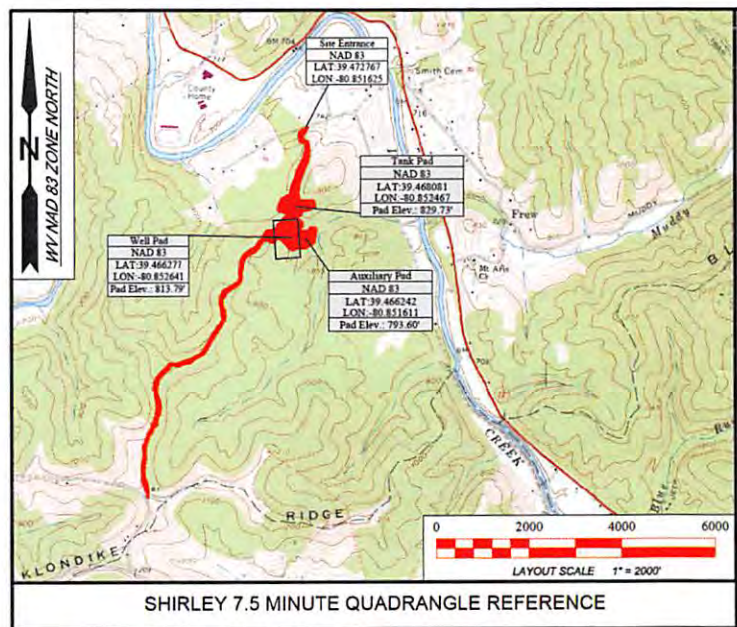 WV NAD 83 ZONE NORTH
N
BM 704
County
Home
Site Entrance
NAD 83
LAT:39.472767
LON -80.851625
Smith Cem
716
Tank Pad
NAD 83
LAT:39.468081
LON:-80.852467
Pad Elev.: 829.73'
Frew
MUDDY
Muddy
Well Pad
NAD 83
LAT:39.466277
LON:-80.852641
Pad Elev.: 813.79'
Auxiliary Pad
NAD 83
LAT:39.466242
LON:-80.851611
Pad Elev.: 793.60'
CREEK
KLONDIKE RIDGE
0 2000 4000 6000
LAYOUT SCALE 1" = 2000'
SHIRLEY 7.5 MINUTE QUADRANGLE REFERENCE